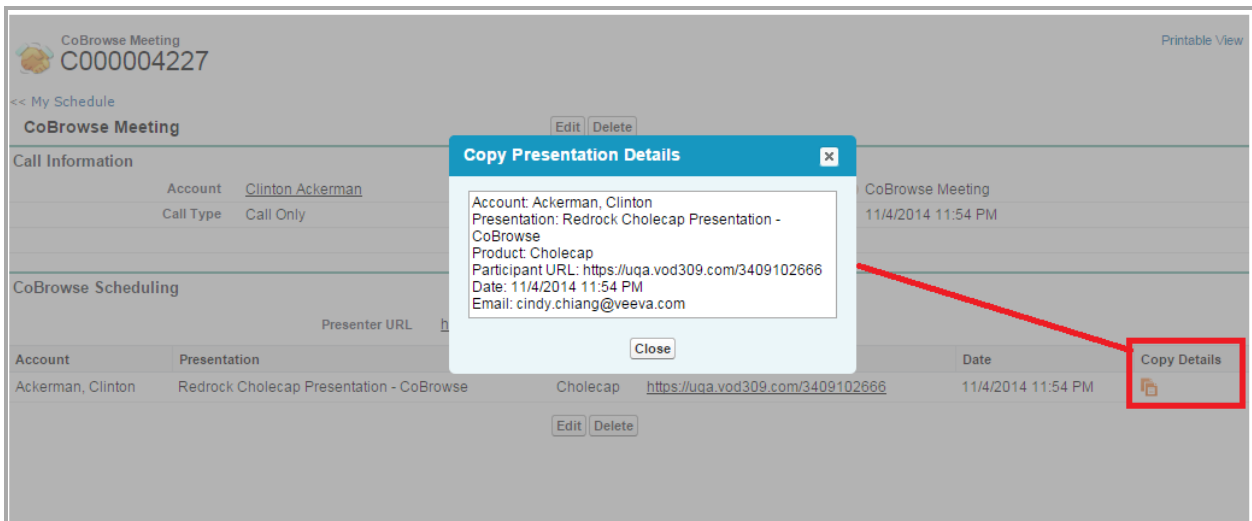 CoBrowse Meeting
C000004227
Printable View
<< My Schedule
CoBrowse Meeting
Edit Delete
Call Information
Account Clinton Ackerman CoBrowse Meeting
Call Type Call Only 11/4/2014 11:54 PM
Copy Presentation Details
Account: Ackerman, Clinton
Presentation: Redrock Cholecap Presentation -
CoBrowse
Product: Cholecap
Participant URL: https://uqa.vod309.com/3409102666
Date: 11/4/2014 11:54 PM
Email: cindy.chiang@veeva.com
Close
CoBrowse Scheduling
Presenter URL h
Account Presentation Date Copy Details
Ackerman, Clinton Redrock Cholecap Presentation - CoBrowse Cholecap https://uqa.vod309.com/3409102666 11/4/2014 11:54 PM
Edit Delete